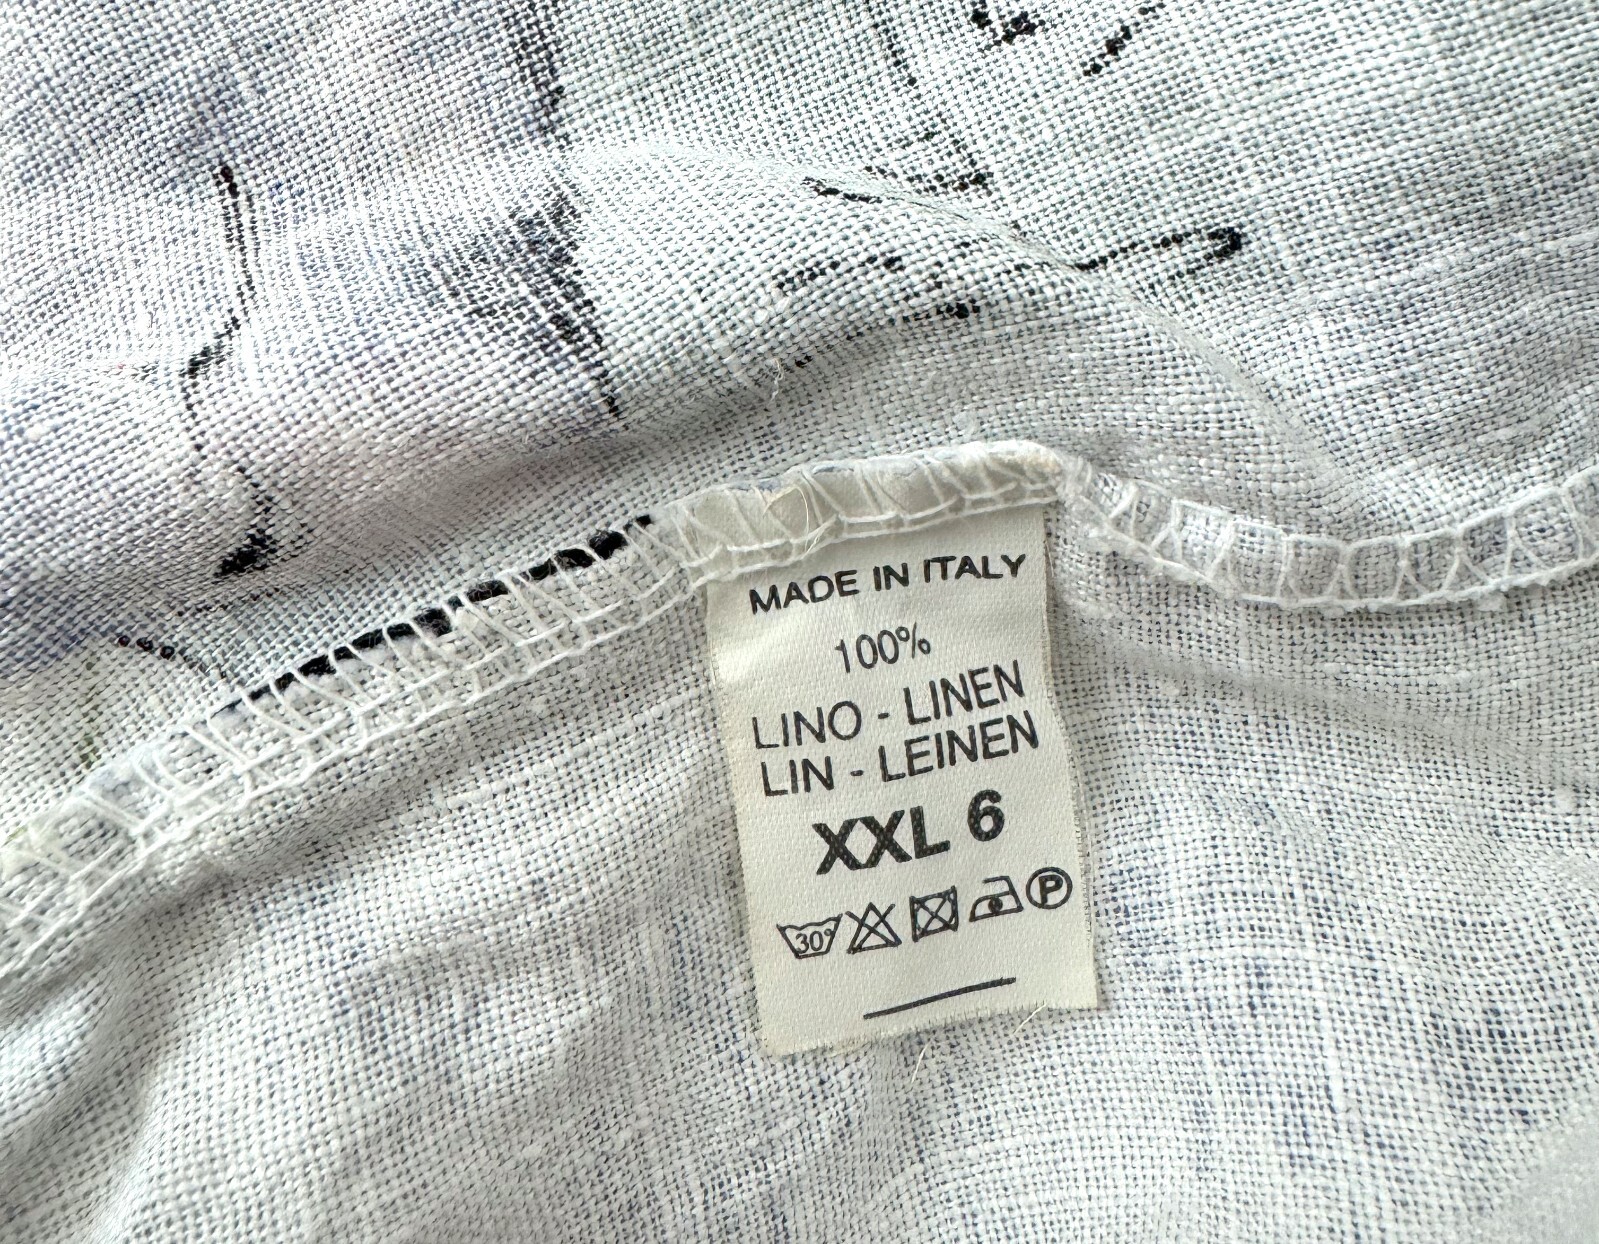 MADE IN ITALY
100%
LINO - LINEN
LIN - LEINEN
XXL 6
30° P